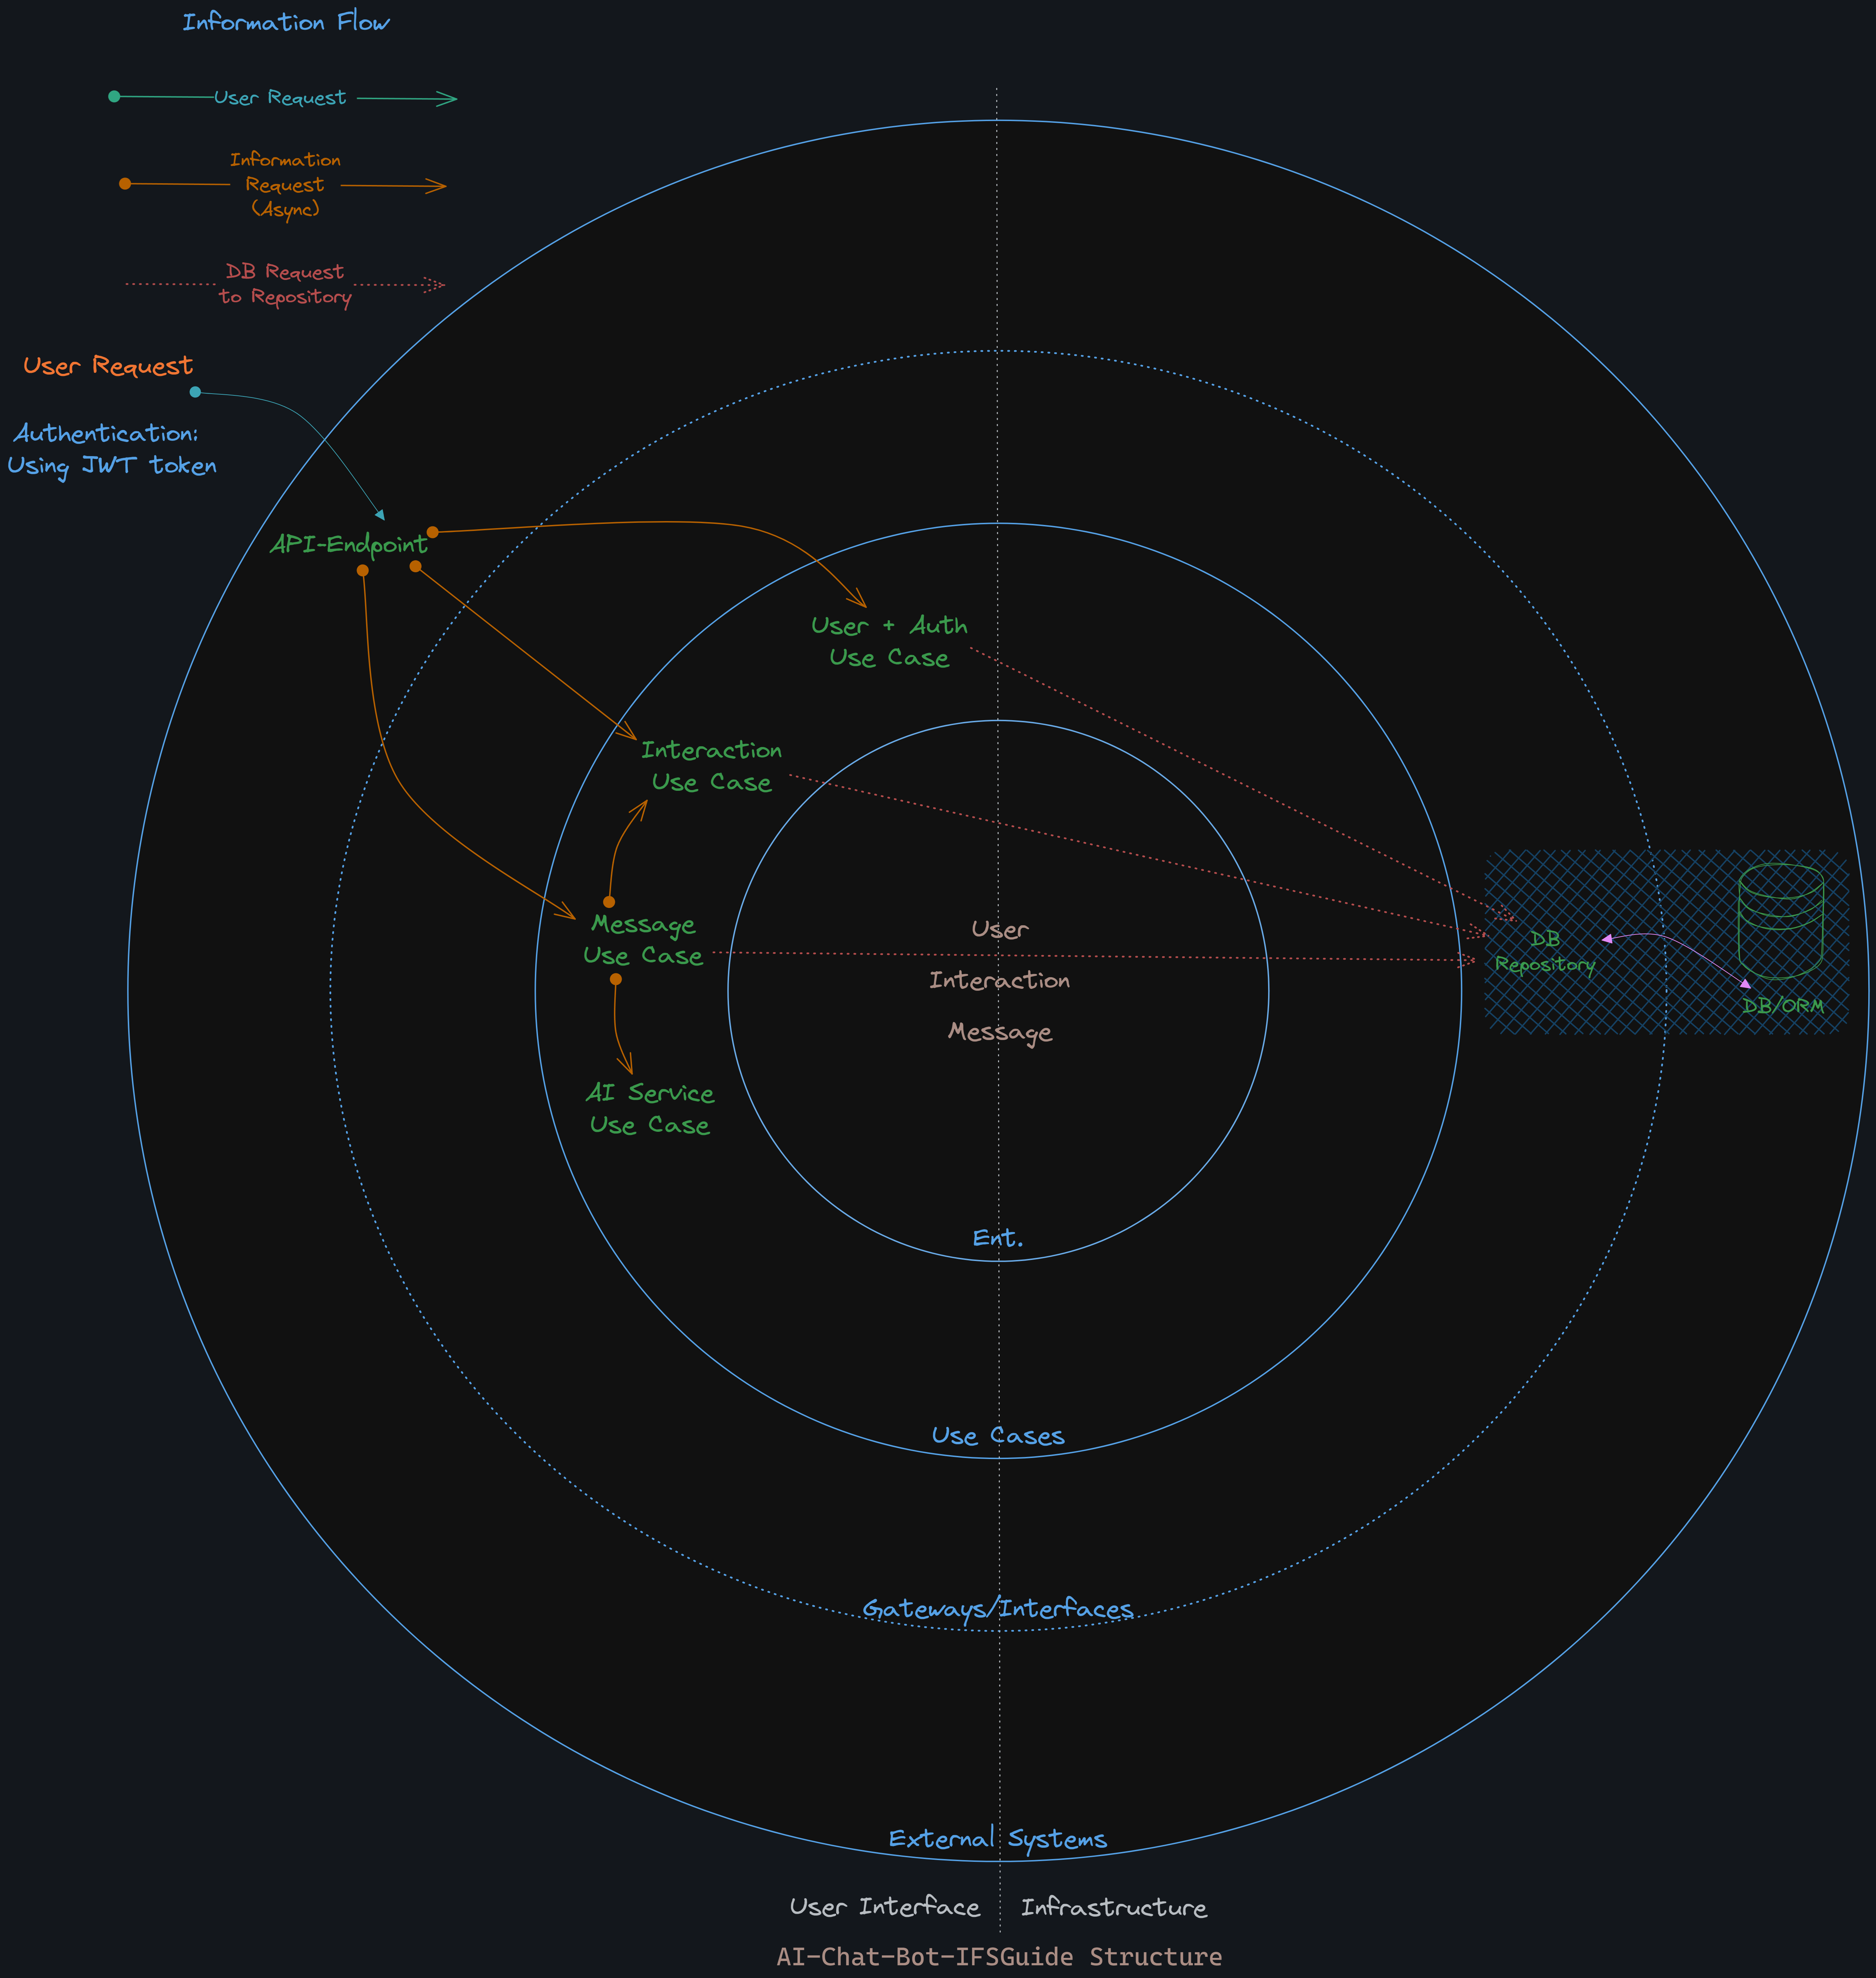 Information Flow
User Request
Information
Request
(Async)
DB Request
to Repository
User Request
Authentication:
Using JWT token
API-Endpoint
User + Auth
Use Case
Interaction
Use Case
Message
Use Case
AI Service
Use Case
User
Interaction
Message
DB
Repository
DB/ORM
Ent.
Use Cases
Gateways/Interfaces
External Systems
User Interface
Infrastructure
AI-Chat-Bot-IFSGuide Structure